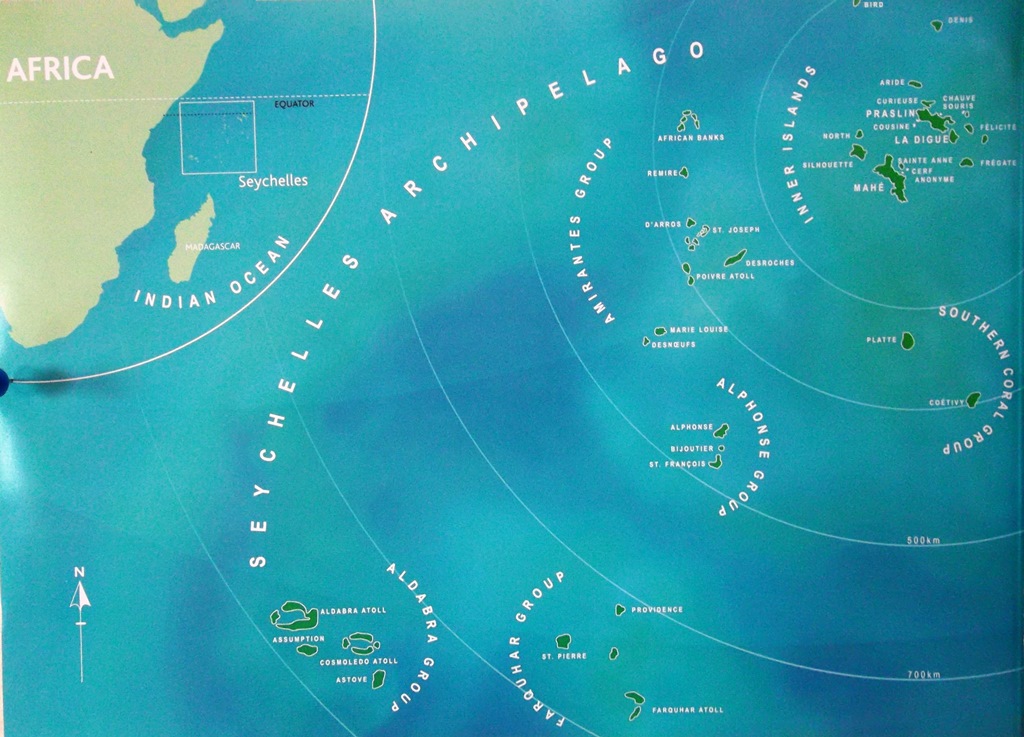 AFRICA
EQUATOR
Seychelles
MADAGASCAR
INDIAN OCEAN
SEYCHELLES ARCHIPELAGO
BIRD
DENIS
INNER ISLANDS
ARIDE
CURIEUSE
CHAUVE
SOURIS
PRASLIN
COUSINE
FÉLICITÉ
NORTH
LA DIGUE
SILHOUETTE
SAINTE ANNE
FRÉGATE
CERF
ANONYME
MAHÉ
AMIRANTES GROUP
AFRICAN BANKS
REMIRE
D'ARROS
ST. JOSEPH
DESROCHES
POIVRE ATOLL
MARIE LOUISE
DESNŒUFS
SOUTHERN CORAL GROUP
PLATTE
COËTIVY
ALPHONSE GROUP
ALPHONSE
BIJOUTIER
ST. FRANÇOIS
500km
700km
N
ALDABRA GROUP
ALDABRA ATOLL
ASSUMPTION
COSMOLEDO ATOLL
ASTOVE
FARQUHAR GROUP
PROVIDENCE
ST. PIERRE
FARQUHAR ATOLL